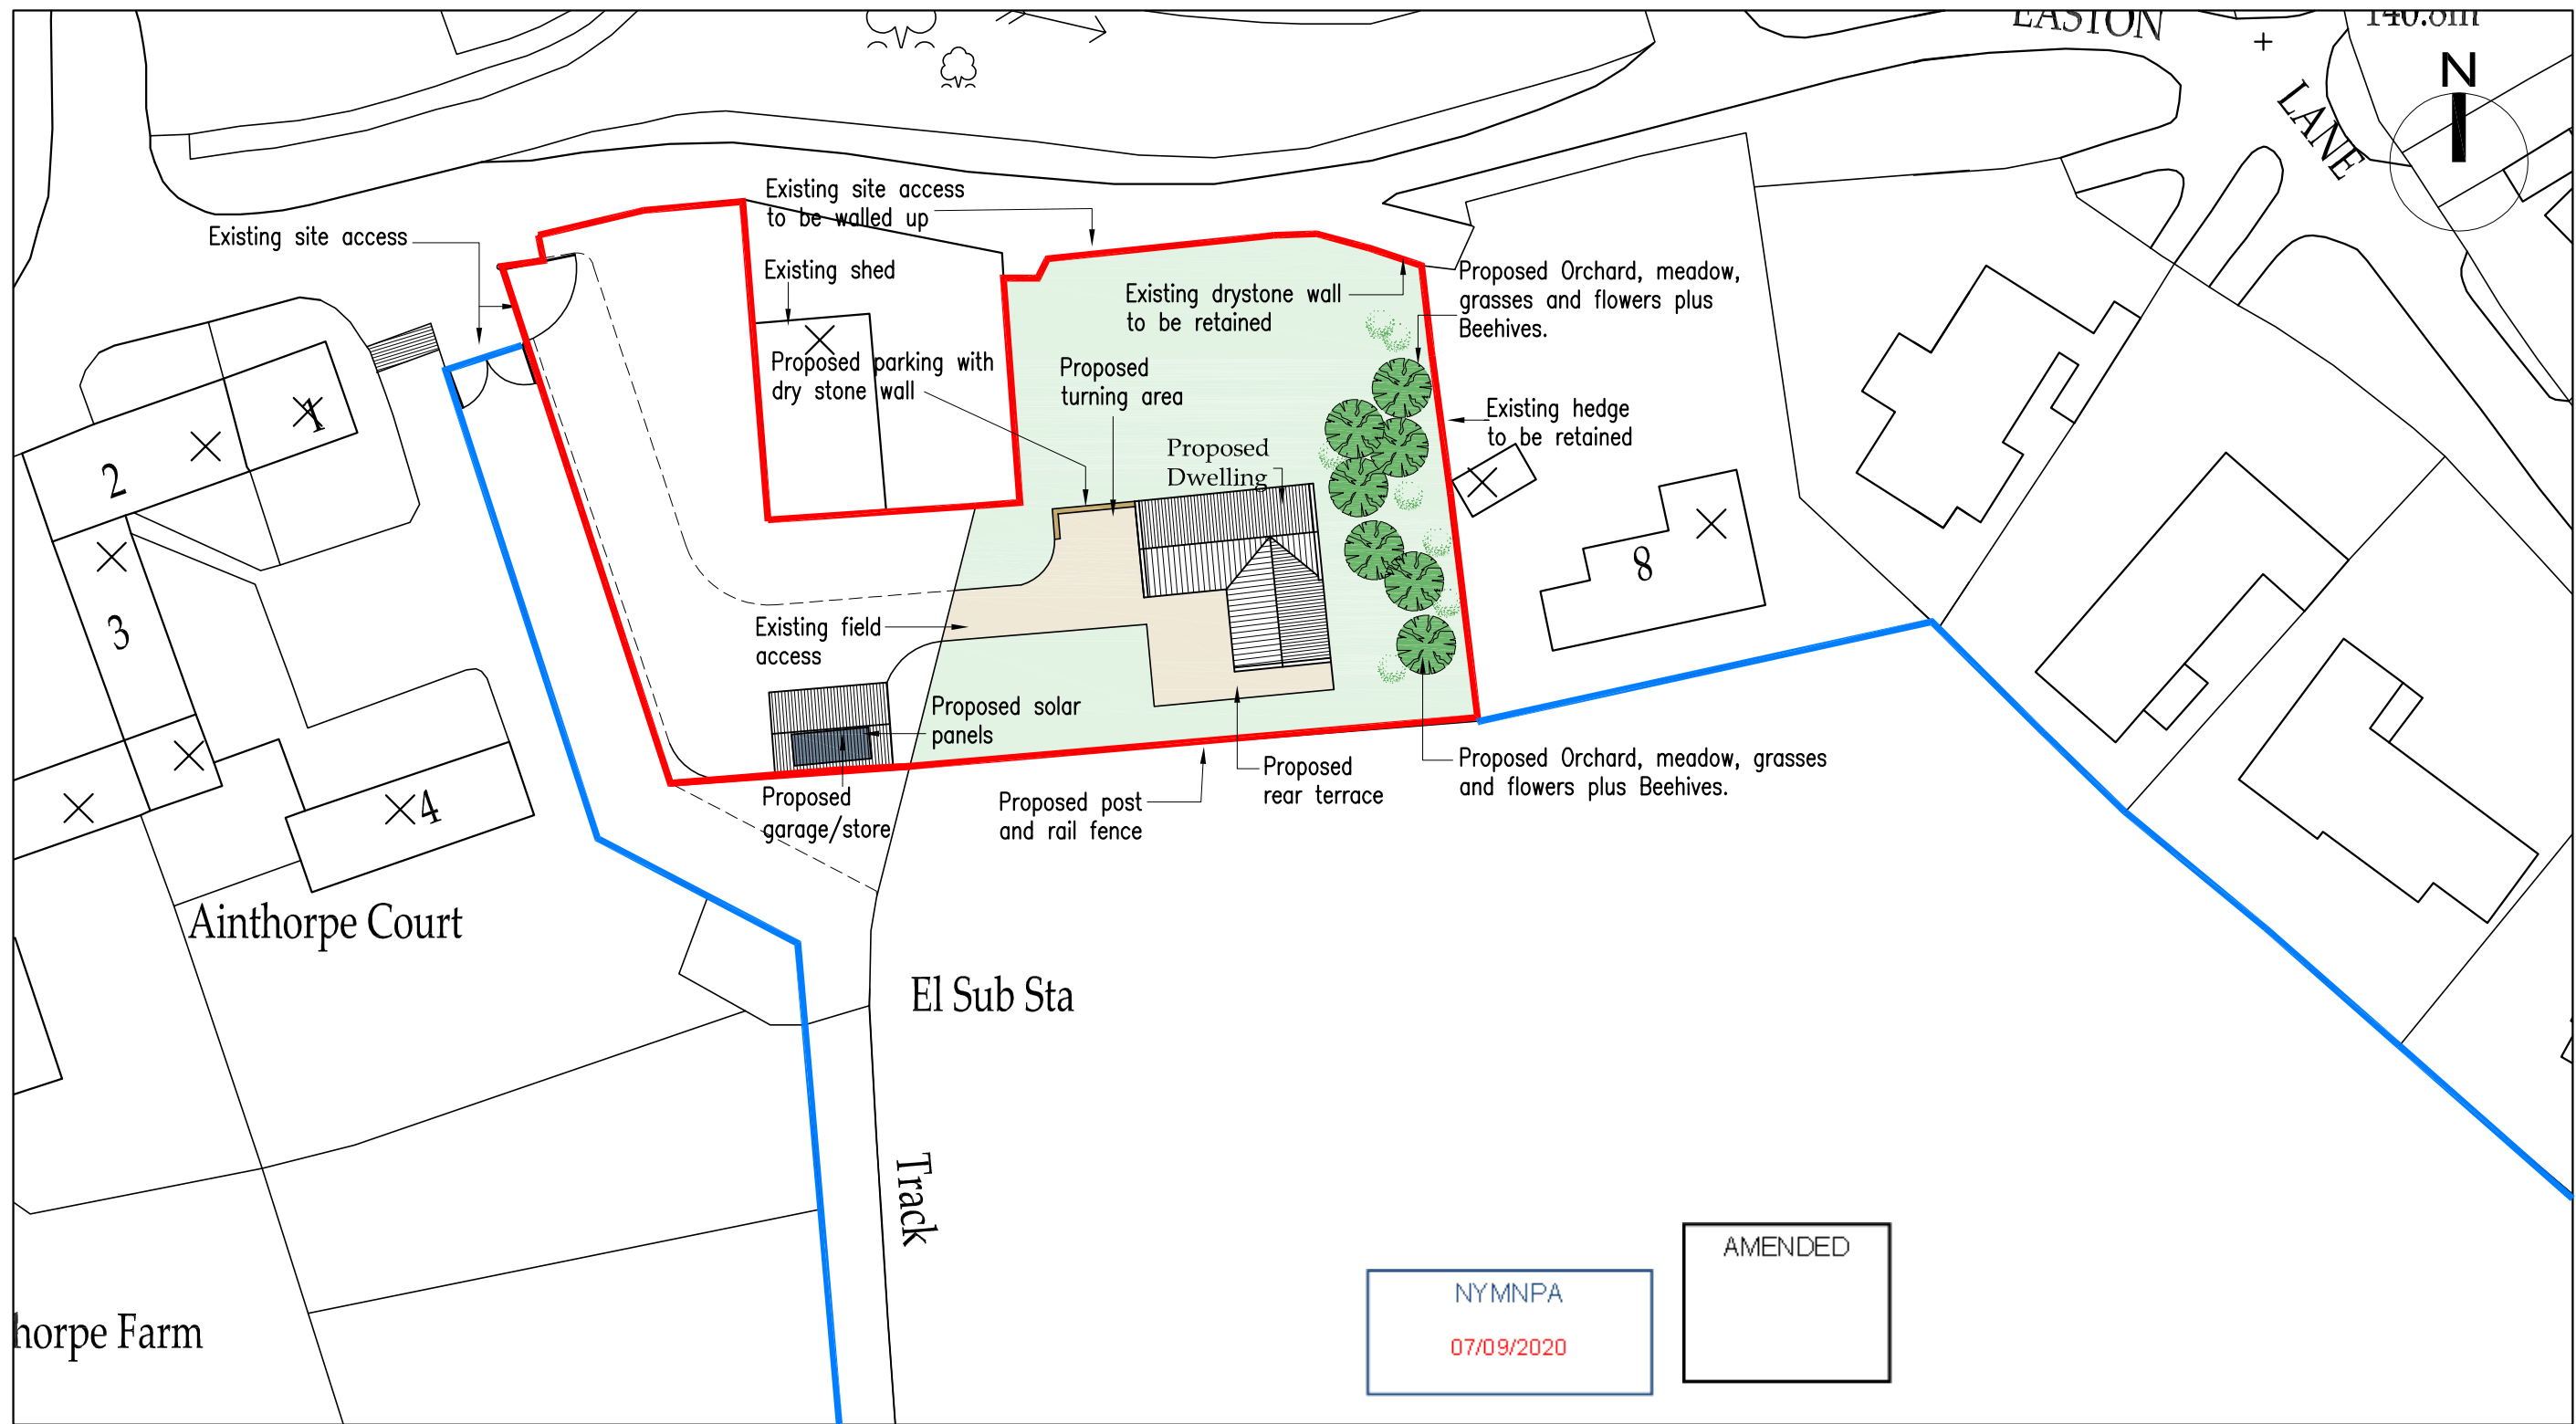 EASTON
140.8m
N
LANE
Existing site access
to be walled up
Existing site access
Existing shed
Existing drystone wall
to be retained
Proposed Orchard, meadow,
grasses and flowers plus
Beehives.
Proposed parking with
dry stone wall
Proposed
turning area
Existing hedge
to be retained
Proposed
Dwelling
1
2
3
4
8
Existing field
access
Proposed solar
panels
Proposed
garage/store
Proposed post
and rail fence
Proposed
rear terrace
Proposed Orchard, meadow, grasses
and flowers plus Beehives.
Ainthorpe Court
El Sub Sta
Track
horpe Farm
NYMNPA
07/09/2020
AMENDED